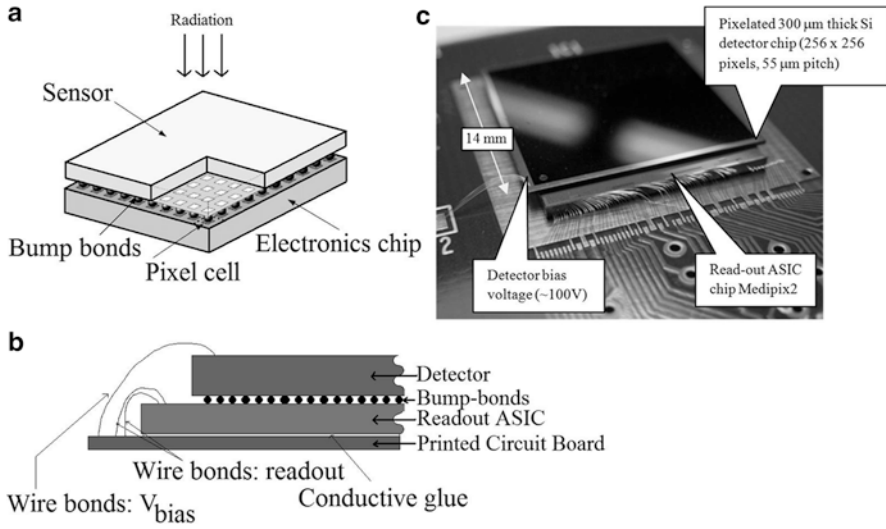 a
Radiation
Sensor
Bump bonds
Pixel cell
Electronics chip
b
Detector
Bump-bonds
Readout ASIC
Printed Circuit Board
Wire bonds: readout
Conductive glue
Wire bonds: Vbias
c
Pixelated 300 µm thick Si
detector chip (256 x 256
pixels, 55 µm pitch)
14 mm
2
Detector bias
voltage (~100V)
Read-out ASIC
chip Medipix2